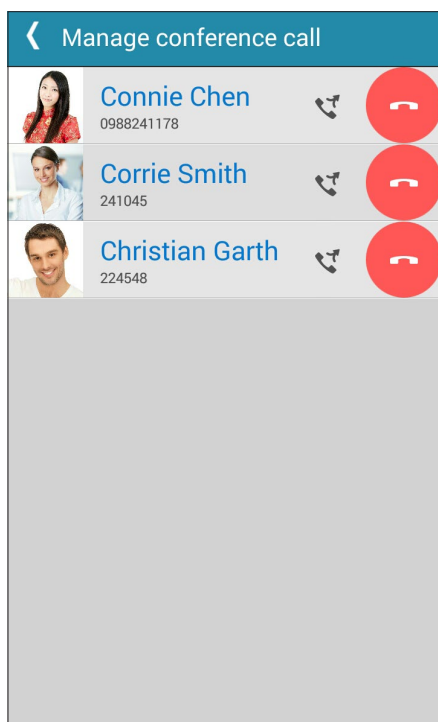 Manage conference call
Connie Chen
0988241178
Corrie Smith
241045
Christian Garth
224548